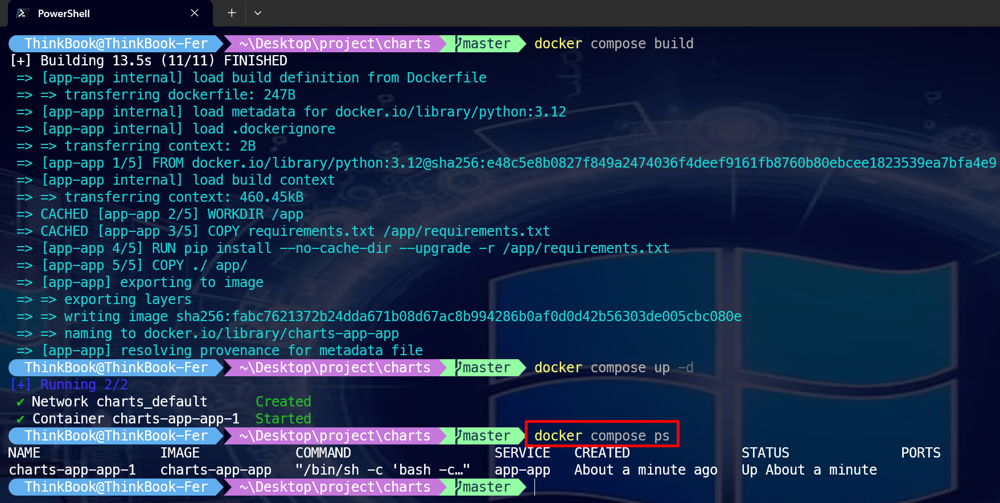 PowerShell
ThinkBook@ThinkBook-Fer ~\Desktop\project\charts master docker compose build
[+] Building 13.5s (11/11) FINISHED
=> [app-app internal] load build definition from Dockerfile
=> => transferring dockerfile: 247B
=> [app-app internal] load metadata for docker.io/library/python:3.12
=> [app-app internal] load .dockerignore
=> => transferring context: 2B
=> [app-app 1/5] FROM docker.io/library/python:3.12@sha256:e48c5e8b0827f849a2474036f4deef9161fb8760b80ebcee1823539ea7bfa4e9
=> [app-app internal] load build context
=> => transferring context: 460.45kB
=> CACHED [app-app 2/5] WORKDIR /app
=> CACHED [app-app 3/5] COPY requirements.txt /app/requirements.txt
=> [app-app 4/5] RUN pip install --no-cache-dir --upgrade -r /app/requirements.txt
=> [app-app 5/5] COPY ./ app/
=> [app-app] exporting to image
=> => exporting layers
=> => writing image sha256:fabc7621372b24dda671b08d67ac8b994286b0af0d0d42b56303de005cbc080e
=> => naming to docker.io/library/charts-app-app
=> [app-app] resolving provenance for metadata file
ThinkBook@ThinkBook-Fer ~\Desktop\project\charts master docker compose up -d
[+] Running 2/2
✔ Network charts_default Created
✔ Container charts-app-app-1 Started
ThinkBook@ThinkBook-Fer ~\Desktop\project\charts master docker compose ps
NAME IMAGE COMMAND SERVICE CREATED STATUS PORTS
charts-app-app-1 charts-app-app "/bin/sh -c 'bash -c…" app-app About a minute ago Up About a minute
ThinkBook@ThinkBook-Fer ~\Desktop\project\charts master